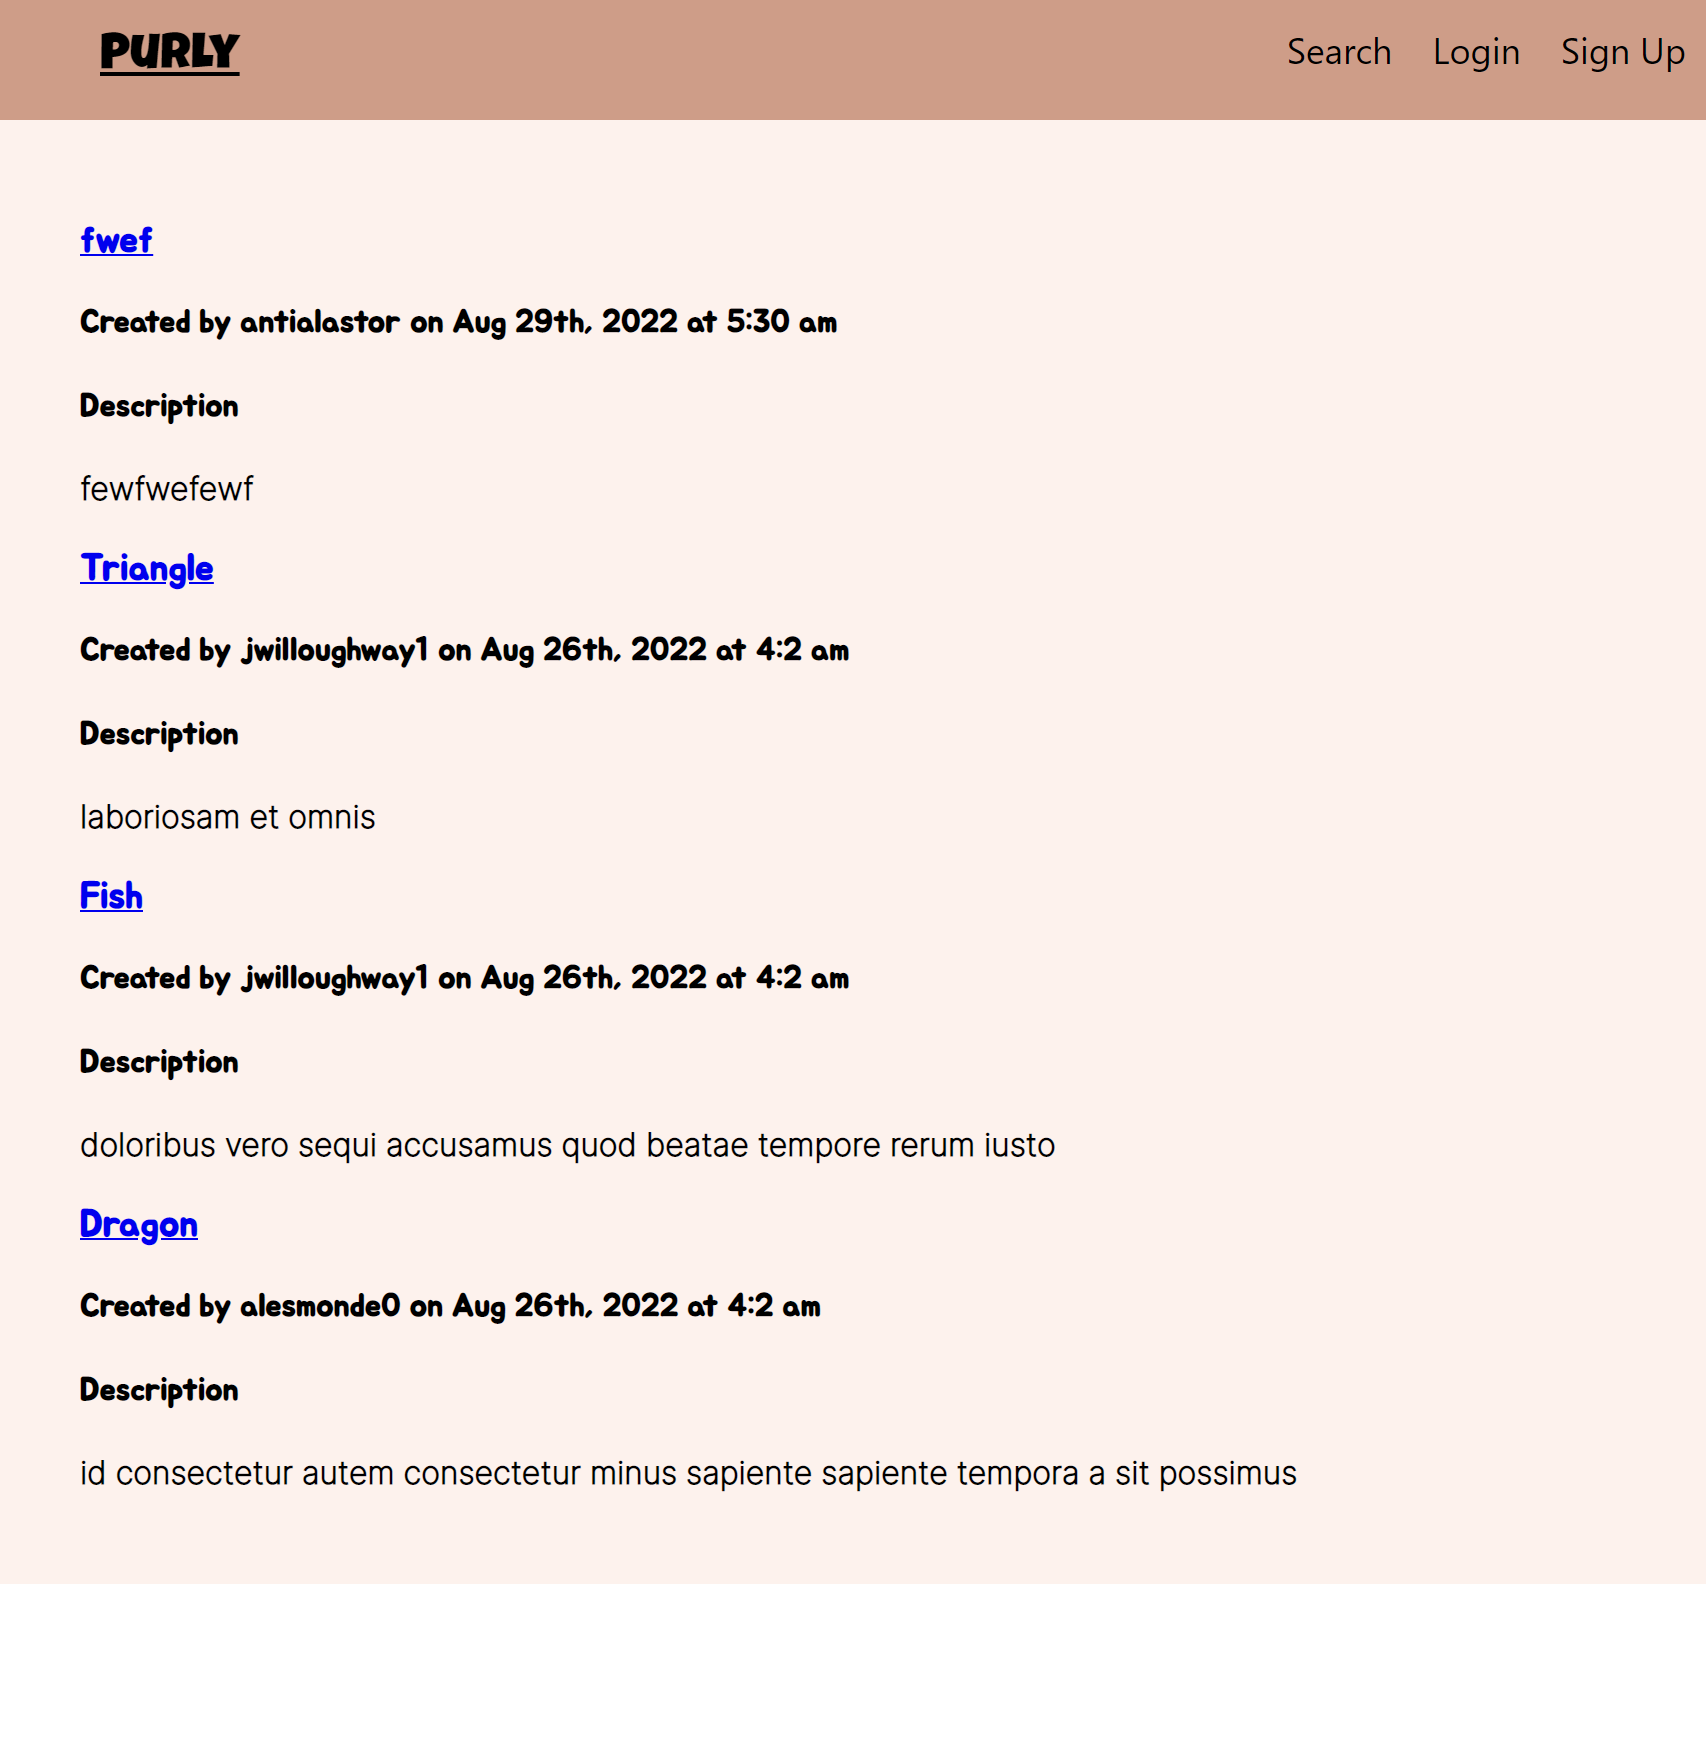 PURLY
Search Login Sign Up
fwef
Created by antialastor on Aug 29th, 2022 at 5:30 am
Description
fewfwefewf
Triangle
Created by jwilloughway1 on Aug 26th, 2022 at 4:2 am
Description
laboriosam et omnis
Fish
Created by jwilloughway1 on Aug 26th, 2022 at 4:2 am
Description
doloribus vero sequi accusamus quod beatae tempore rerum iusto
Dragon
Created by alesmonde0 on Aug 26th, 2022 at 4:2 am
Description
id consectetur autem consectetur minus sapiente sapiente tempora a sit possimus